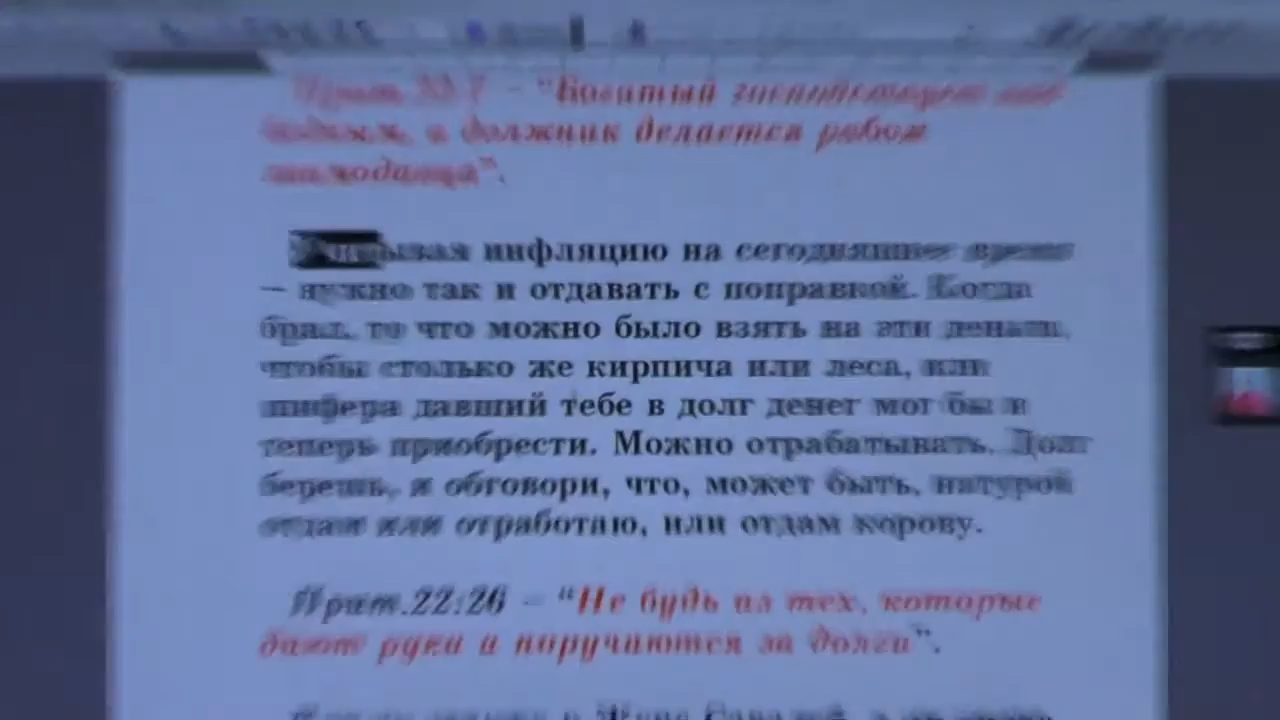 "Богатый господствует над
бедным, и должник делается рабом
заимодавца".
Учитывая инфляцию на сегодняшнее время
– нужно так и отдавать с поправкой. Когда
брал, то что можно было взять на эти деньги,
чтобы столько же кирпича или леса, или
шифера давший тебе в долг денег мог бы и
теперь приобрести. Можно отрабатывать. Долг
берешь, и обговори, что, может быть, натурой
отдам или отработаю, или отдам корову.
Прит.22:26 – "Не будь из тех, которые
дают руки и поручаются за долги".